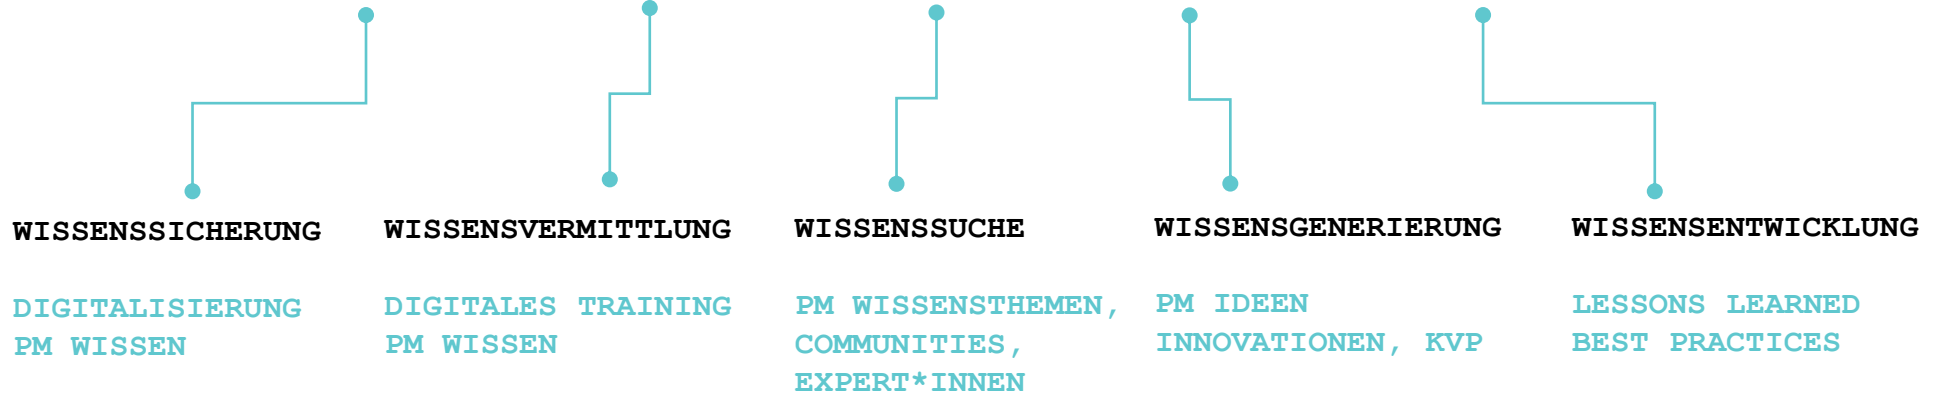 WISSENSSICHERUNG
DIGITALISIERUNG
PM WISSEN
WISSENSVERMITTLUNG
DIGITALES TRAINING
PM WISSEN
WISSENSSUCHE
PM WISSENSTHEMEN,
COMMUNITIES,
EXPERT*INNEN
WISSENSGENERIERUNG
PM IDEEN
INNOVATIONEN, KVP
WISSENSENTWICKLUNG
LESSONS LEARNED
BEST PRACTICES